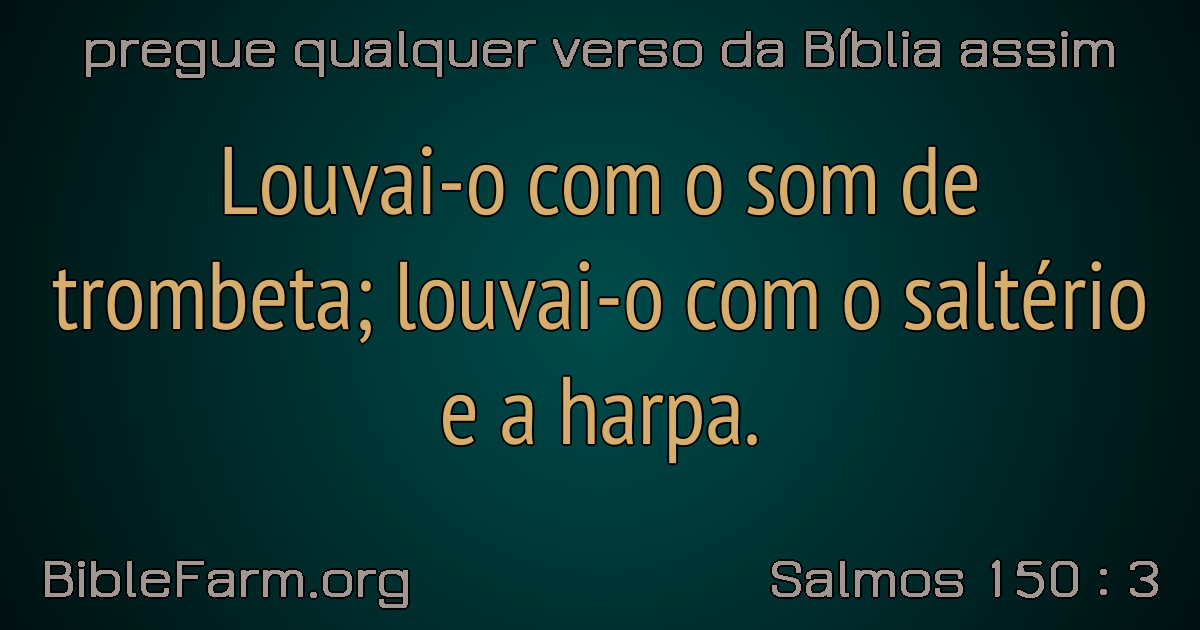 pregue qualquer verso da Bíblia assim
Louvai-o com o som de
trombeta; louvai-o com o saltério
e a harpa.
BibleFarm.org
Salmos 150 : 3